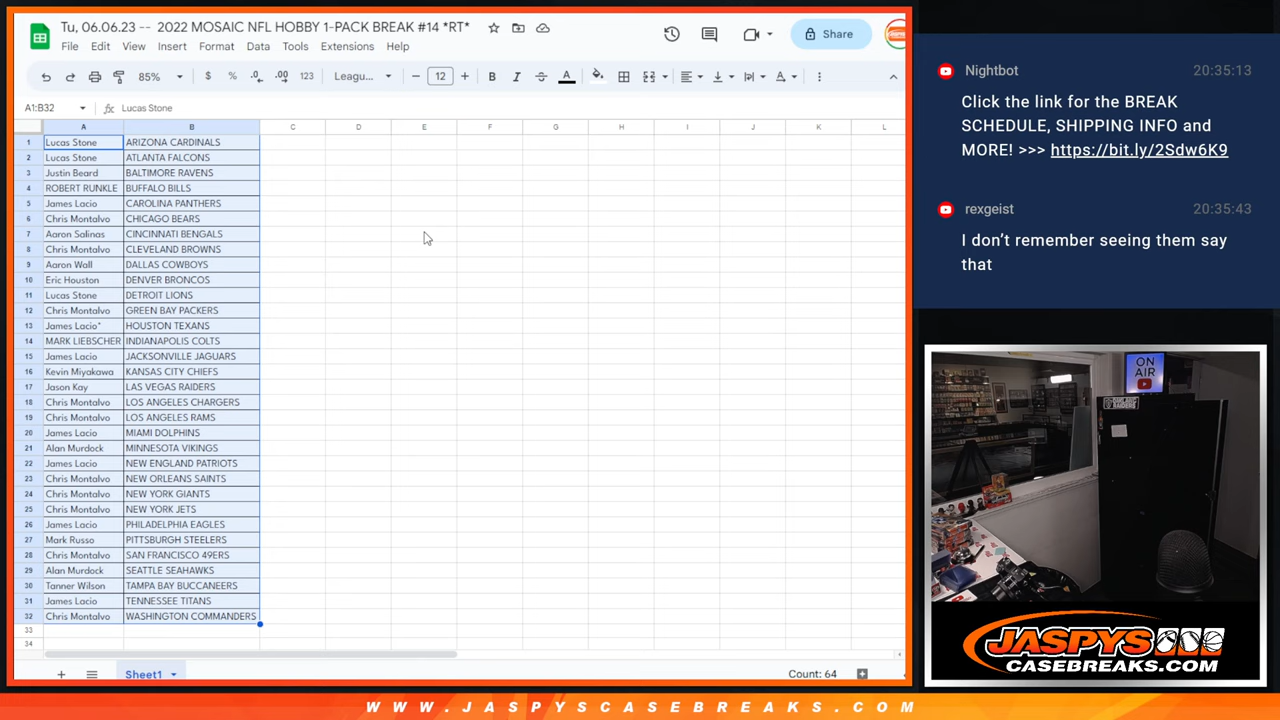 Tu, 06.06.23 -- 2022 MOSAIC NFL HOBBY 1-PACK BREAK #14 *RT*
File Edit View Insert Format Data Tools Extensions Help
Share
85% $ % .0 .00 123 Leagu... 12 B I A
A1:B32 fx Lucas Stone
A B C D E F G H I J K L
1 Lucas Stone ARIZONA CARDINALS
2 Lucas Stone ATLANTA FALCONS
3 Justin Beard BALTIMORE RAVENS
4 ROBERT RUNKLE BUFFALO BILLS
5 James Lacio CAROLINA PANTHERS
6 Chris Montalvo CHICAGO BEARS
7 Aaron Salinas CINCINNATI BENGALS
8 Chris Montalvo CLEVELAND BROWNS
9 Aaron Wall DALLAS COWBOYS
10 Eric Houston DENVER BRONCOS
11 Lucas Stone DETROIT LIONS
12 Chris Montalvo GREEN BAY PACKERS
13 James Lacio* HOUSTON TEXANS
14 MARK LIEBSCHER INDIANAPOLIS COLTS
15 James Lacio JACKSONVILLE JAGUARS
16 Kevin Miyakawa KANSAS CITY CHIEFS
17 Jason Kay LAS VEGAS RAIDERS
18 Chris Montalvo LOS ANGELES CHARGERS
19 Chris Montalvo LOS ANGELES RAMS
20 James Lacio MIAMI DOLPHINS
21 Alan Murdock MINNESOTA VIKINGS
22 James Lacio NEW ENGLAND PATRIOTS
23 Chris Montalvo NEW ORLEANS SAINTS
24 Chris Montalvo NEW YORK GIANTS
25 Chris Montalvo NEW YORK JETS
26 James Lacio PHILADELPHIA EAGLES
27 Mark Russo PITTSBURGH STEELERS
28 Chris Montalvo SAN FRANCISCO 49ERS
29 Alan Murdock SEATTLE SEAHAWKS
30 Tanner Wilson TAMPA BAY BUCCANEERS
31 James Lacio TENNESSEE TITANS
32 Chris Montalvo WASHINGTON COMMANDERS
33
34
Sheet1
Count: 64
Nightbot 20:35:13
Click the link for the BREAK
SCHEDULE, SHIPPING INFO and
MORE! >>> https://bit.ly/2Sdw6K9
rexgeist 20:35:43
I don't remember seeing them say
that
ON
AIR
JASPYS
CASEBREAKS.COM
WWW.JASPYSCASEBREAKS.COM